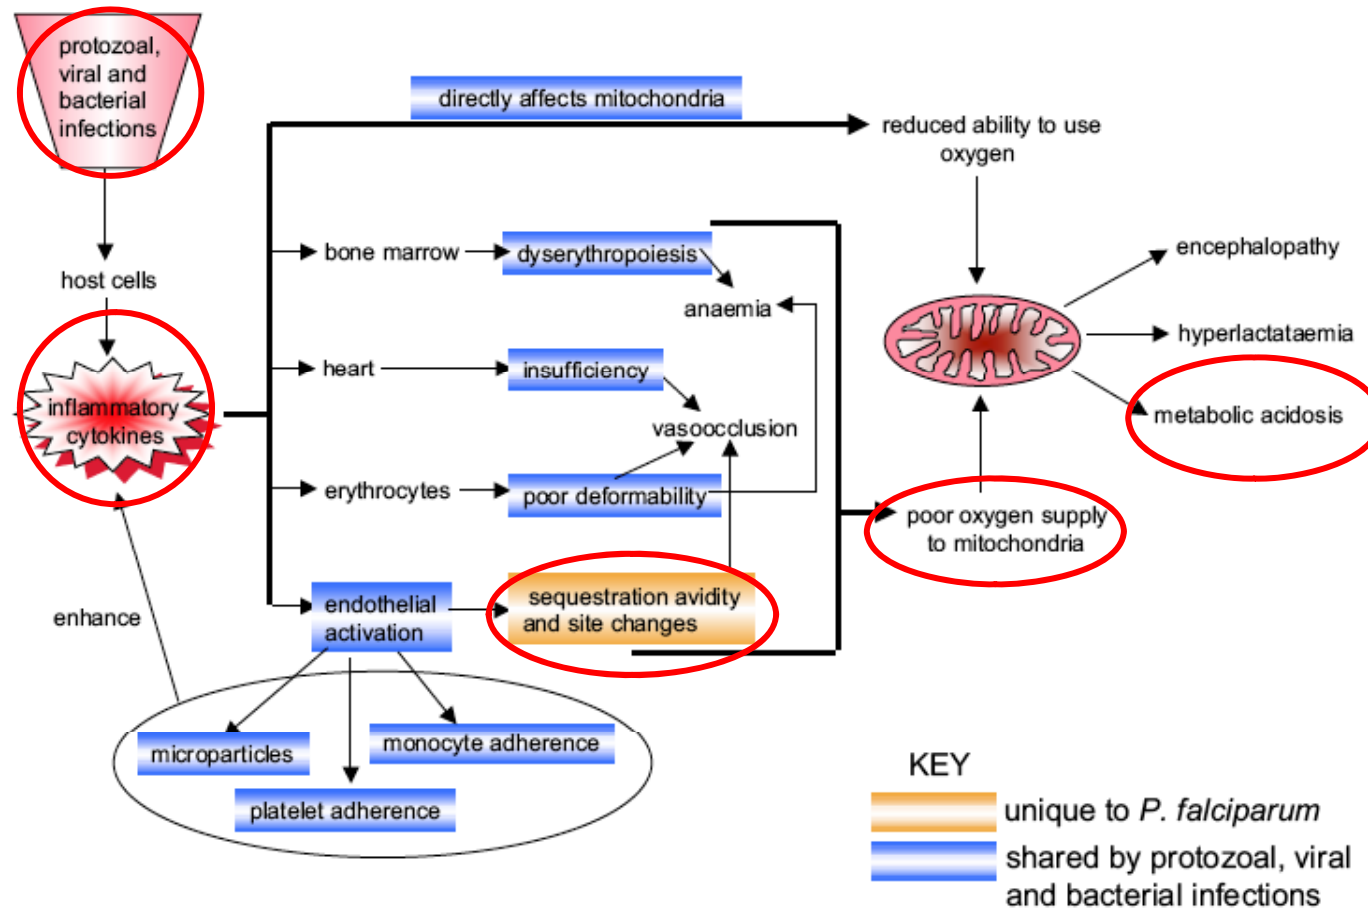 protozoal,
viral and
bacterial
infections
directly affects mitochondria
reduced ability to use
oxygen
host cells
bone marrow
dyserythropoiesis
anaemia
encephalopathy
hyperlactataemia
metabolic acidosis
inflammatory
cytokines
heart
insufficiency
vasoocclusion
erythrocytes
poor deformability
poor oxygen supply
to mitochondria
enhance
endothelial
activation
sequestration avidity
and site changes
microparticles
monocyte adherence
platelet adherence
KEY
unique to P. falciparum
shared by protozoal, viral
and bacterial infections